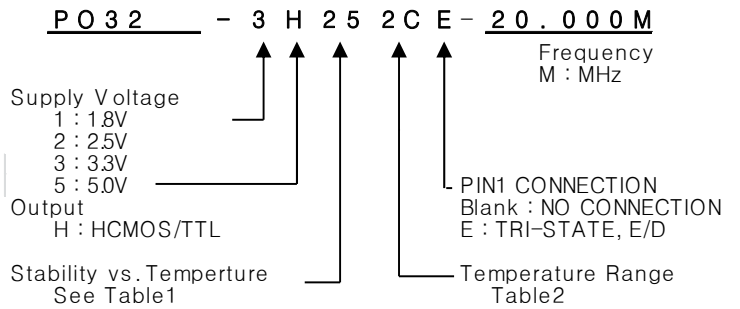 PO32 - 3 H 25 2C E - 20.000M
Frequency
M : MHz
Supply Voltage
1 : 1.8V
2 : 2.5V
3 : 3.3V
5 : 5.0V
Output
H : HCMOS/TTL
PIN1 CONNECTION
Blank : NO CONNECTION
E : TRI-STATE, E/D
Stability vs. Temperture
See Table1
Temperature Range
Table2